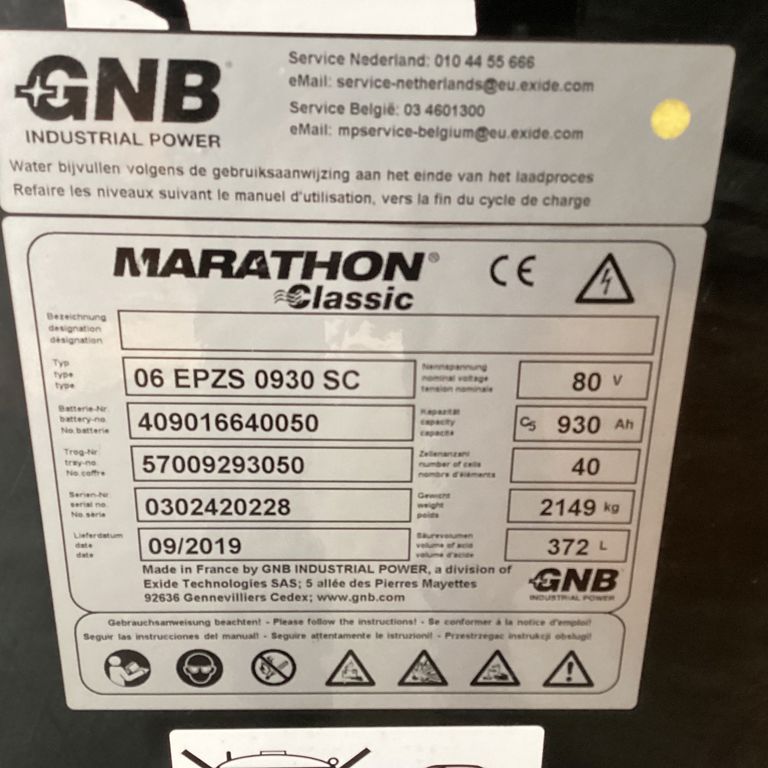 GNB
INDUSTRIAL POWER
Service Nederland: 010 44 55 666
eMail: service-netherlands@eu.exide.com
Service België: 03 4601300
eMail: mpservice-belgium@eu.exide.com
Water bijvullen volgens de gebruiksaanwijzing aan het einde van het laadproces
Refaire les niveaux suivant le manuel d'utilisation, vers la fin du cycle de charge
MARATHON®
Classic
CE
Bezeichnung
designation
désignation
Typ
type
type
06 EPZS 0930 SC
Nennspannung
nominal voltage
tension nominale
80 V
Batterie-Nr.
battery-no.
No.batterie
409016640050
Kapazität
capacity
capacité
C5 930 Ah
Trog-Nr.
tray-no.
No.coffre
57009293050
Zellenanzahl
number of cells
nombre d'éléments
40
Serien-Nr.
serial no.
No.série
0302420228
Gewicht
weight
poids
2149 kg
Lieferdatum
date
date
09/2019
Säurevolumen
volume of acid
volume d'acide
372 L
Made in France by GNB INDUSTRIAL POWER, a division of
Exide Technologies SAS; 5 allée des Pierres Mayettes
92636 Gennevilliers Cedex; www.gnb.com
GNB
INDUSTRIAL POWER
Gebrauchsanweisung beachten! - Please follow the instructions! - Se conformer à la notice d'emploi!
Seguir las instrucciones del manual! - Seguire attentamente le istruzioni! - Przestrzegac instrukcji obslugi!